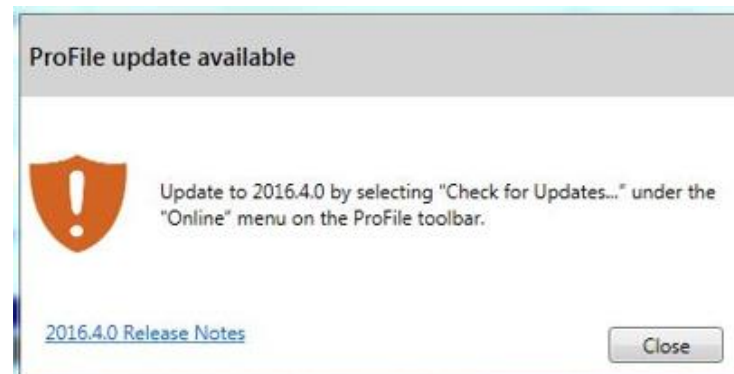 ProFile update available
Update to 2016.4.0 by selecting "Check for Updates..." under the
"Online" menu on the ProFile toolbar.
2016.4.0 Release Notes
Close